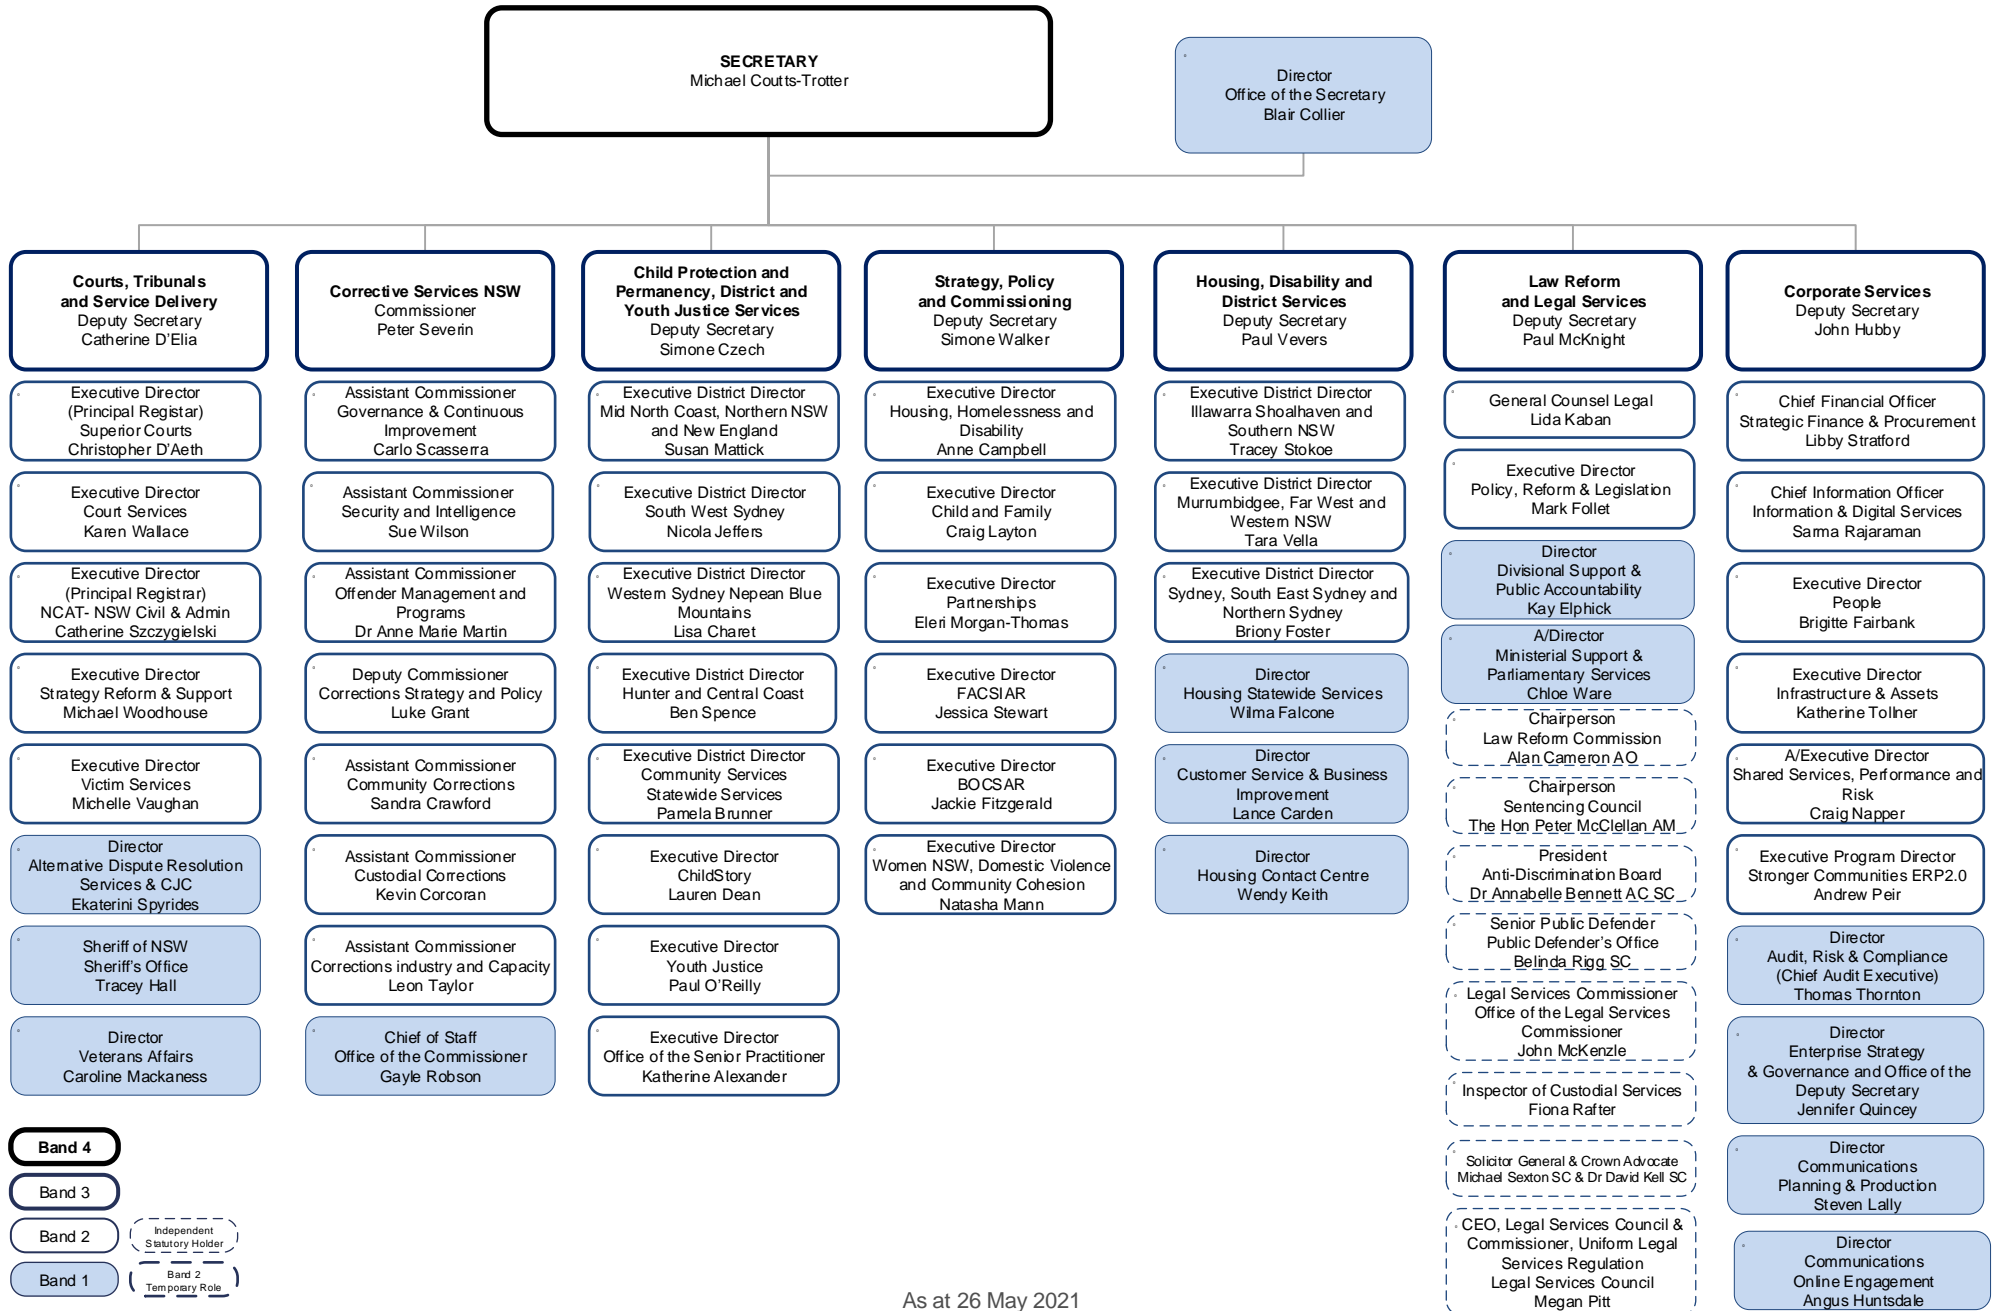 SECRETARY
Michael Coutts-Trotter
Director
Office of the Secretary
Blair Collier
Courts, Tribunals
and Service Delivery
Deputy Secretary
Catherine D'Elia
Executive Director
(Principal Registrar)
Superior Courts
Christopher D'Aeth
Executive Director
Court Services
Karen Wallace
Executive Director
(Principal Registrar)
NCAT- NSW Civil & Admin
Catherine Szczygielski
Executive Director
Strategy Reform & Support
Michael Woodhouse
Executive Director
Victim Services
Michelle Vaughan
Director
Alternative Dispute Resolution
Services & CJC
Ekaterini Spyrides
Sheriff of NSW
Sheriff's Office
Tracey Hall
Director
Veterans Affairs
Caroline Mackaness
Corrective Services NSW
Commissioner
Peter Severin
Assistant Commissioner
Governance & Continuous
Improvement
Carlo Scasserra
Assistant Commissioner
Security and Intelligence
Sue Wilson
Assistant Commissioner
Offender Management and
Programs
Dr Anne Marie Martin
Deputy Commissioner
Corrections Strategy and Policy
Luke Grant
Assistant Commissioner
Community Corrections
Sandra Crawford
Assistant Commissioner
Custodial Corrections
Kevin Corcoran
Assistant Commissioner
Corrections industry and Capacity
Leon Taylor
Chief of Staff
Office of the Commissioner
Gayle Robson
Child Protection and
Permanency, District and
Youth Justice Services
Deputy Secretary
Simone Czech
Executive District Director
Mid North Coast, Northern NSW
and New England
Susan Mattick
Executive District Director
South West Sydney
Nicola Jeffers
Executive District Director
Western Sydney Nepean Blue
Mountains
Lisa Charet
Executive District Director
Hunter and Central Coast
Ben Spence
Executive District Director
Community Services
Statewide Services
Pamela Brunner
Executive Director
ChildStory
Lauren Dean
Executive Director
Youth Justice
Paul O'Reilly
Executive Director
Office of the Senior Practitioner
Katherine Alexander
Strategy, Policy
and Commissioning
Deputy Secretary
Simone Walker
Executive Director
Housing, Homelessness and
Disability
Anne Campbell
Executive Director
Child and Family
Craig Layton
Executive Director
Partnerships
Eleri Morgan-Thomas
Executive Director
FACSIAR
Jessica Stewart
Executive Director
BOCSAR
Jackie Fitzgerald
Executive Director
Women NSW, Domestic Violence
and Community Cohesion
Natasha Mann
Housing, Disability and
District Services
Deputy Secretary
Paul Vevers
Executive District Director
Illawarra Shoalhaven and
Southern NSW
Tracey Stokoe
Executive District Director
Murrumbidgee, Far West and
Western NSW
Tara Vella
Executive District Director
Sydney, South East Sydney and
Northern Sydney
Briony Foster
Director
Housing Statewide Services
Wilma Falcone
Director
Customer Service & Business
Improvement
Lance Carden
Director
Housing Contact Centre
Wendy Keith
Law Reform
and Legal Services
Deputy Secretary
Paul McKnight
General Counsel Legal
Lida Kaban
Executive Director
Policy, Reform & Legislation
Mark Follet
Director
Divisional Support &
Public Accountability
Kay Elphick
A/Director
Ministerial Support &
Parliamentary Services
Chloe Ware
Chairperson
Law Reform Commission
Alan Cameron AO
Chairperson
Sentencing Council
The Hon Peter McClellan AM
President
Anti-Discrimination Board
Dr Annabelle Bennett AC SC
Senior Public Defender
Public Defender's Office
Belinda Rigg SC
Legal Services Commissioner
Office of the Legal Services
Commissioner
John McKenzle
Inspector of Custodial Services
Fiona Rafter
Solicitor General & Crown Advocate
Michael Sexton SC & Dr David Kell SC
CEO, Legal Services Council &
Commissioner, Uniform Legal
Services Regulation
Legal Services Council
Megan Pitt
Corporate Services
Deputy Secretary
John Hubby
Chief Financial Officer
Strategic Finance & Procurement
Libby Stratford
Chief Information Officer
Information & Digital Services
Sarma Rajaraman
Executive Director
People
Brigitte Fairbank
Executive Director
Infrastructure & Assets
Katherine Tollner
A/Executive Director
Shared Services, Performance and
Risk
Craig Napper
Executive Program Director
Stronger Communities ERP2.0
Andrew Peir
Director
Audit, Risk & Compliance
(Chief Audit Executive)
Thomas Thornton
Director
Enterprise Strategy
& Governance and Office of the
Deputy Secretary
Jennifer Quincey
Director
Communications
Planning & Production
Steven Lally
Director
Communications
Online Engagement
Angus Huntsdale
Band 4
Band 3
Band 2
Independent
Statutory Holder
Band 1
Band 2
Temporary Role
As at 26 May 2021